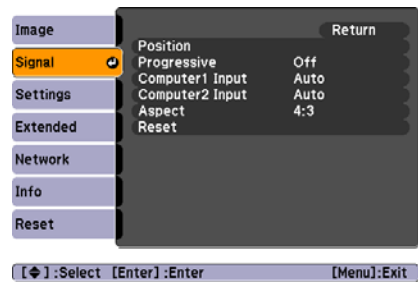 Image
Signal
Settings
Extended
Network
Info
Reset
Return
Position
Progressive Off
Computer1 Input Auto
Computer2 Input Auto
Aspect 4:3
Reset
[◆] :Select [Enter] :Enter [Menu]:Exit